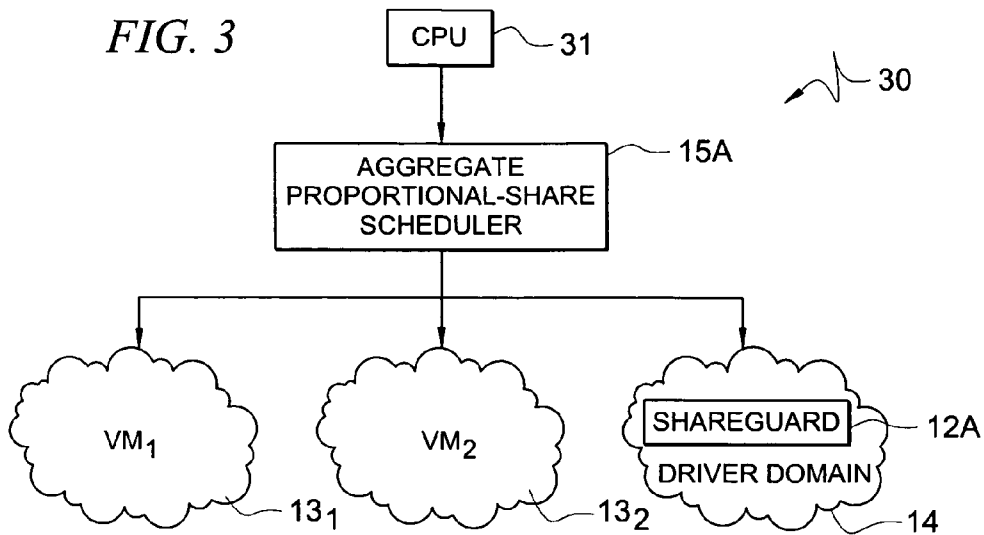 FIG. 3
CPU
31
30
AGGREGATE
PROPORTIONAL-SHARE
SCHEDULER
15A
VM1
VM2
SHAREGUARD
12A
DRIVER DOMAIN
131
132
14